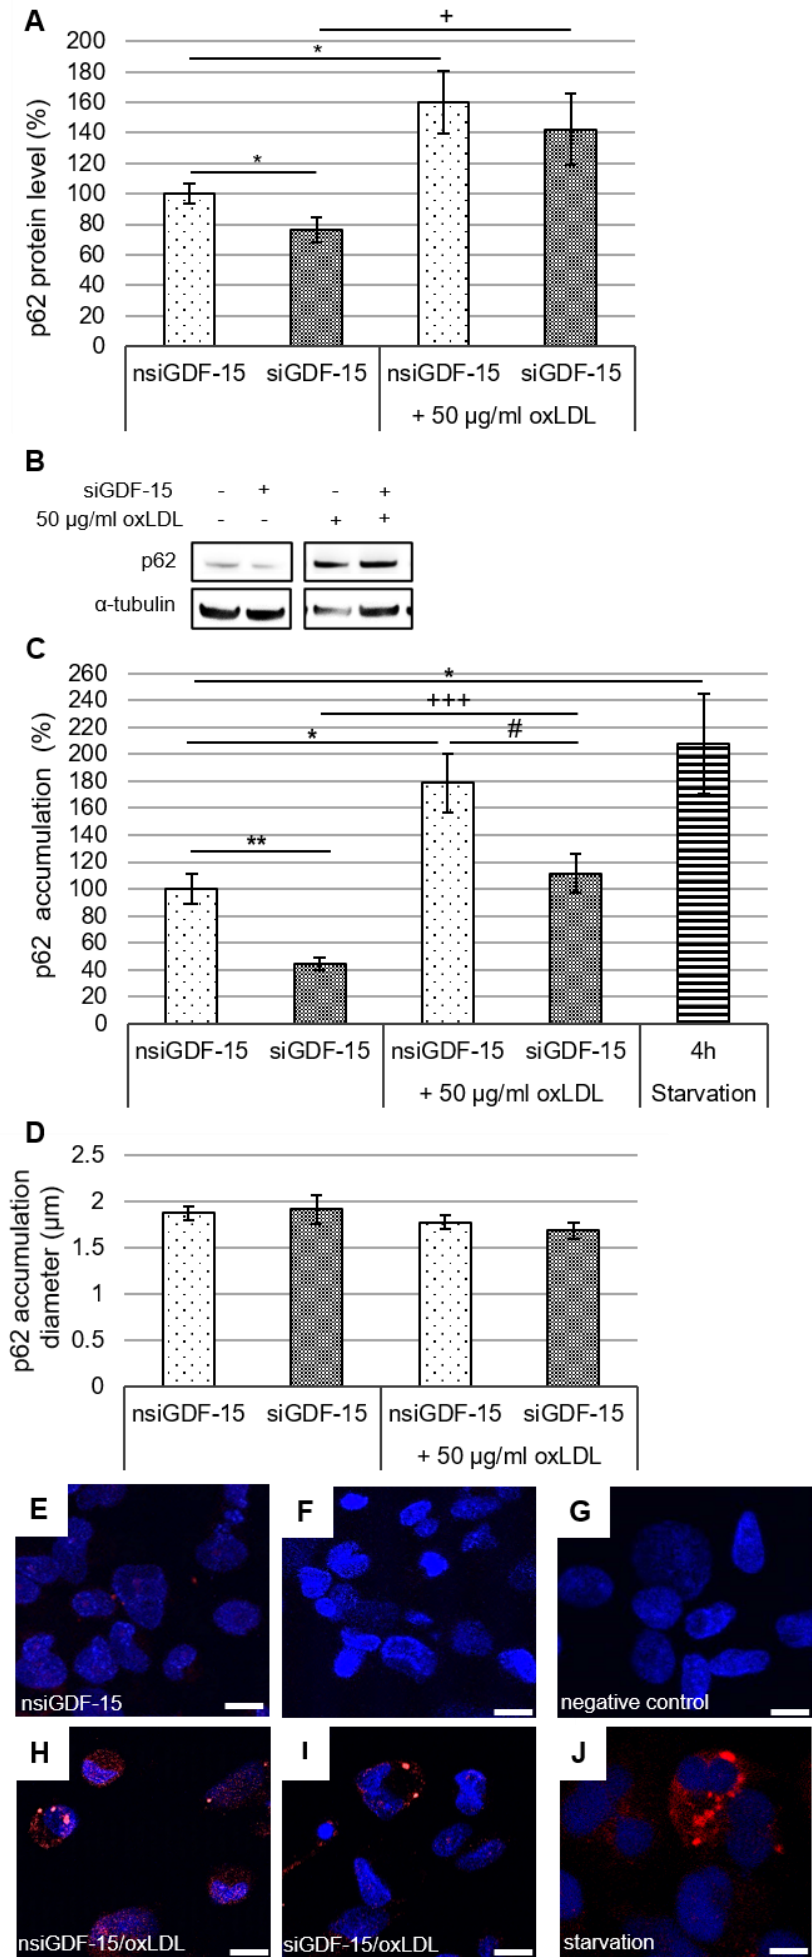 A
+
*
*
p62 protein level (%)
200
180
160
140
120
100
80
60
40
20
0
nsiGDF-15 siGDF-15 nsiGDF-15 siGDF-15
+ 50 µg/ml oxLDL
B
siGDF-15 - + - +
50 µg/ml oxLDL - - + +
p62
α-tubulin
C
*
+++
* #
**
p62 accumulation (%)
260
240
220
200
180
160
140
120
100
80
60
40
20
0
nsiGDF-15 siGDF-15 nsiGDF-15 siGDF-15 4h
+ 50 µg/ml oxLDL Starvation
D
p62 accumulation
diameter (µm)
2.5
2
1.5
1
0.5
0
nsiGDF-15 siGDF-15 nsiGDF-15 siGDF-15
+ 50 µg/ml oxLDL
E
nsiGDF-15
F
G
negative control
H
nsiGDF-15/oxLDL
I
siGDF-15/oxLDL
J
starvation